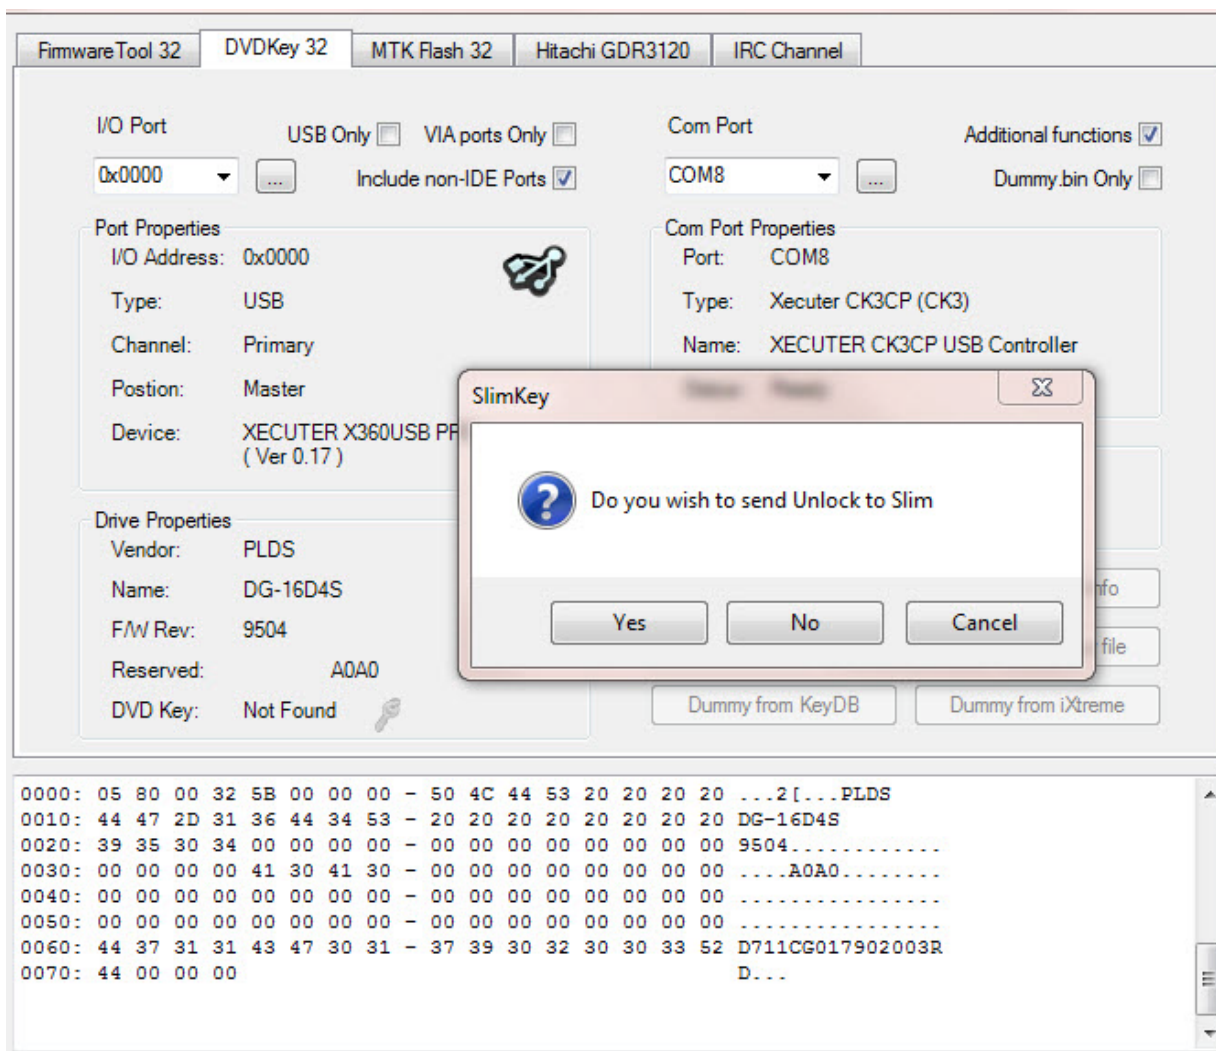 FirmwareTool 32 DVDKey 32 MTK Flash 32 Hitachi GDR3120 IRC Channel
I/O Port USB Only VIA ports Only Com Port Additional functions
0x0000 ... Include non-IDE Ports COM8 ... Dummy.bin Only
Port Properties
I/O Address: 0x0000
Type: USB
Channel: Primary
Postion: Master
Device: XECUTER X360USB
( Ver 0.17 )
Com Port Properties
Port: COM8
Type: Xecuter CK3CP (CK3)
Name: XECUTER CK3CP USB Controller
SlimKey
Do you wish to send Unlock to Slim
Yes No Cancel
Drive Properties
Vendor: PLDS
Name: DG-16D4S
F/W Rev: 9504
Reserved: A0A0
DVD Key: Not Found
file
Dummy from KeyDB Dummy from iXtreme
0000: 05 80 00 32 5B 00 00 00 - 50 4C 44 53 20 20 20 20 ...2[...PLDS
0010: 44 47 2D 31 36 44 34 53 - 20 20 20 20 20 20 20 20 DG-16D4S
0020: 39 35 30 34 00 00 00 00 - 00 00 00 00 00 00 00 00 9504............
0030: 00 00 00 00 41 30 41 30 - 00 00 00 00 00 00 00 00 ....A0A0........
0040: 00 00 00 00 00 00 00 00 - 00 00 00 00 00 00 00 00 ................
0050: 00 00 00 00 00 00 00 00 - 00 00 00 00 00 00 00 00 ................
0060: 44 37 31 31 43 47 30 31 - 37 39 30 32 30 30 33 52 D711CG017902003R
0070: 44 00 00 00 D...